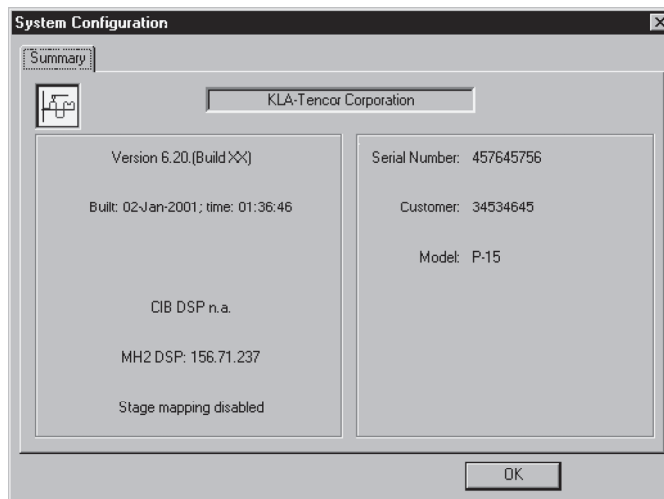 System Configuration
Summary
KLA-Tencor Corporation
Version 6.20.(Build XX)
Built: 02-Jan-2001; time: 01:36:46
CIB DSP n.a.
MH2 DSP: 156.71.237
Stage mapping disabled
Serial Number: 457645756
Customer: 34534645
Model: P-15
OK